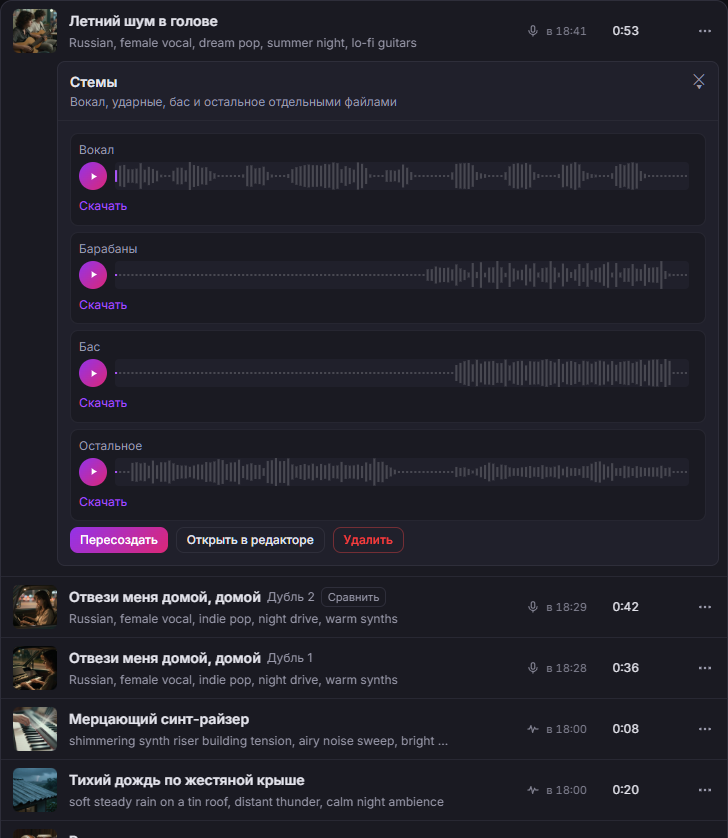 Летний шум в голове
в 18:41
0:53
Russian, female vocal, dream pop, summer night, lo-fi guitars
Стемы
Вокал, ударные, бас и остальное отдельными файлами
Вокал
Скачать
Барабаны
Скачать
Бас
Скачать
Остальное
Скачать
Пересоздать
Открыть в редакторе
Удалить
Отвези меня домой, домой Дубль 2 Сравнить
в 18:29
0:42
Russian, female vocal, indie pop, night drive, warm synths
Отвези меня домой, домой Дубль 1
в 18:28
0:36
Russian, female vocal, indie pop, night drive, warm synths
Мерцающий синт-райзер
в 18:00
0:08
shimmering synth riser building tension, airy noise sweep, bright ...
Тихий дождь по жестяной крыше
в 18:00
0:20
soft steady rain on a tin roof, distant thunder, calm night ambience